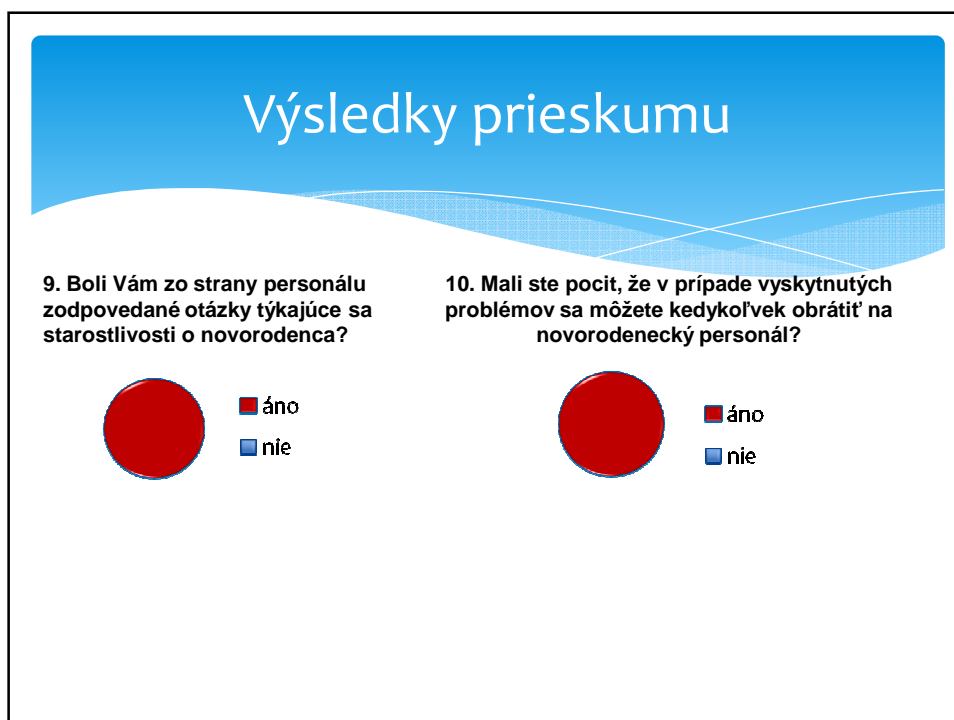 Výsledky prieskumu
9. Boli Vám zo strany personálu
zodpovedané otázky týkajúce sa
starostlivosti o novorodenca?
áno
nie
10. Mali ste pocit, že v prípade vyskytnutých
problémov sa môžete kedykoľvek obrátiť na
novorodenecký personál?
áno
nie